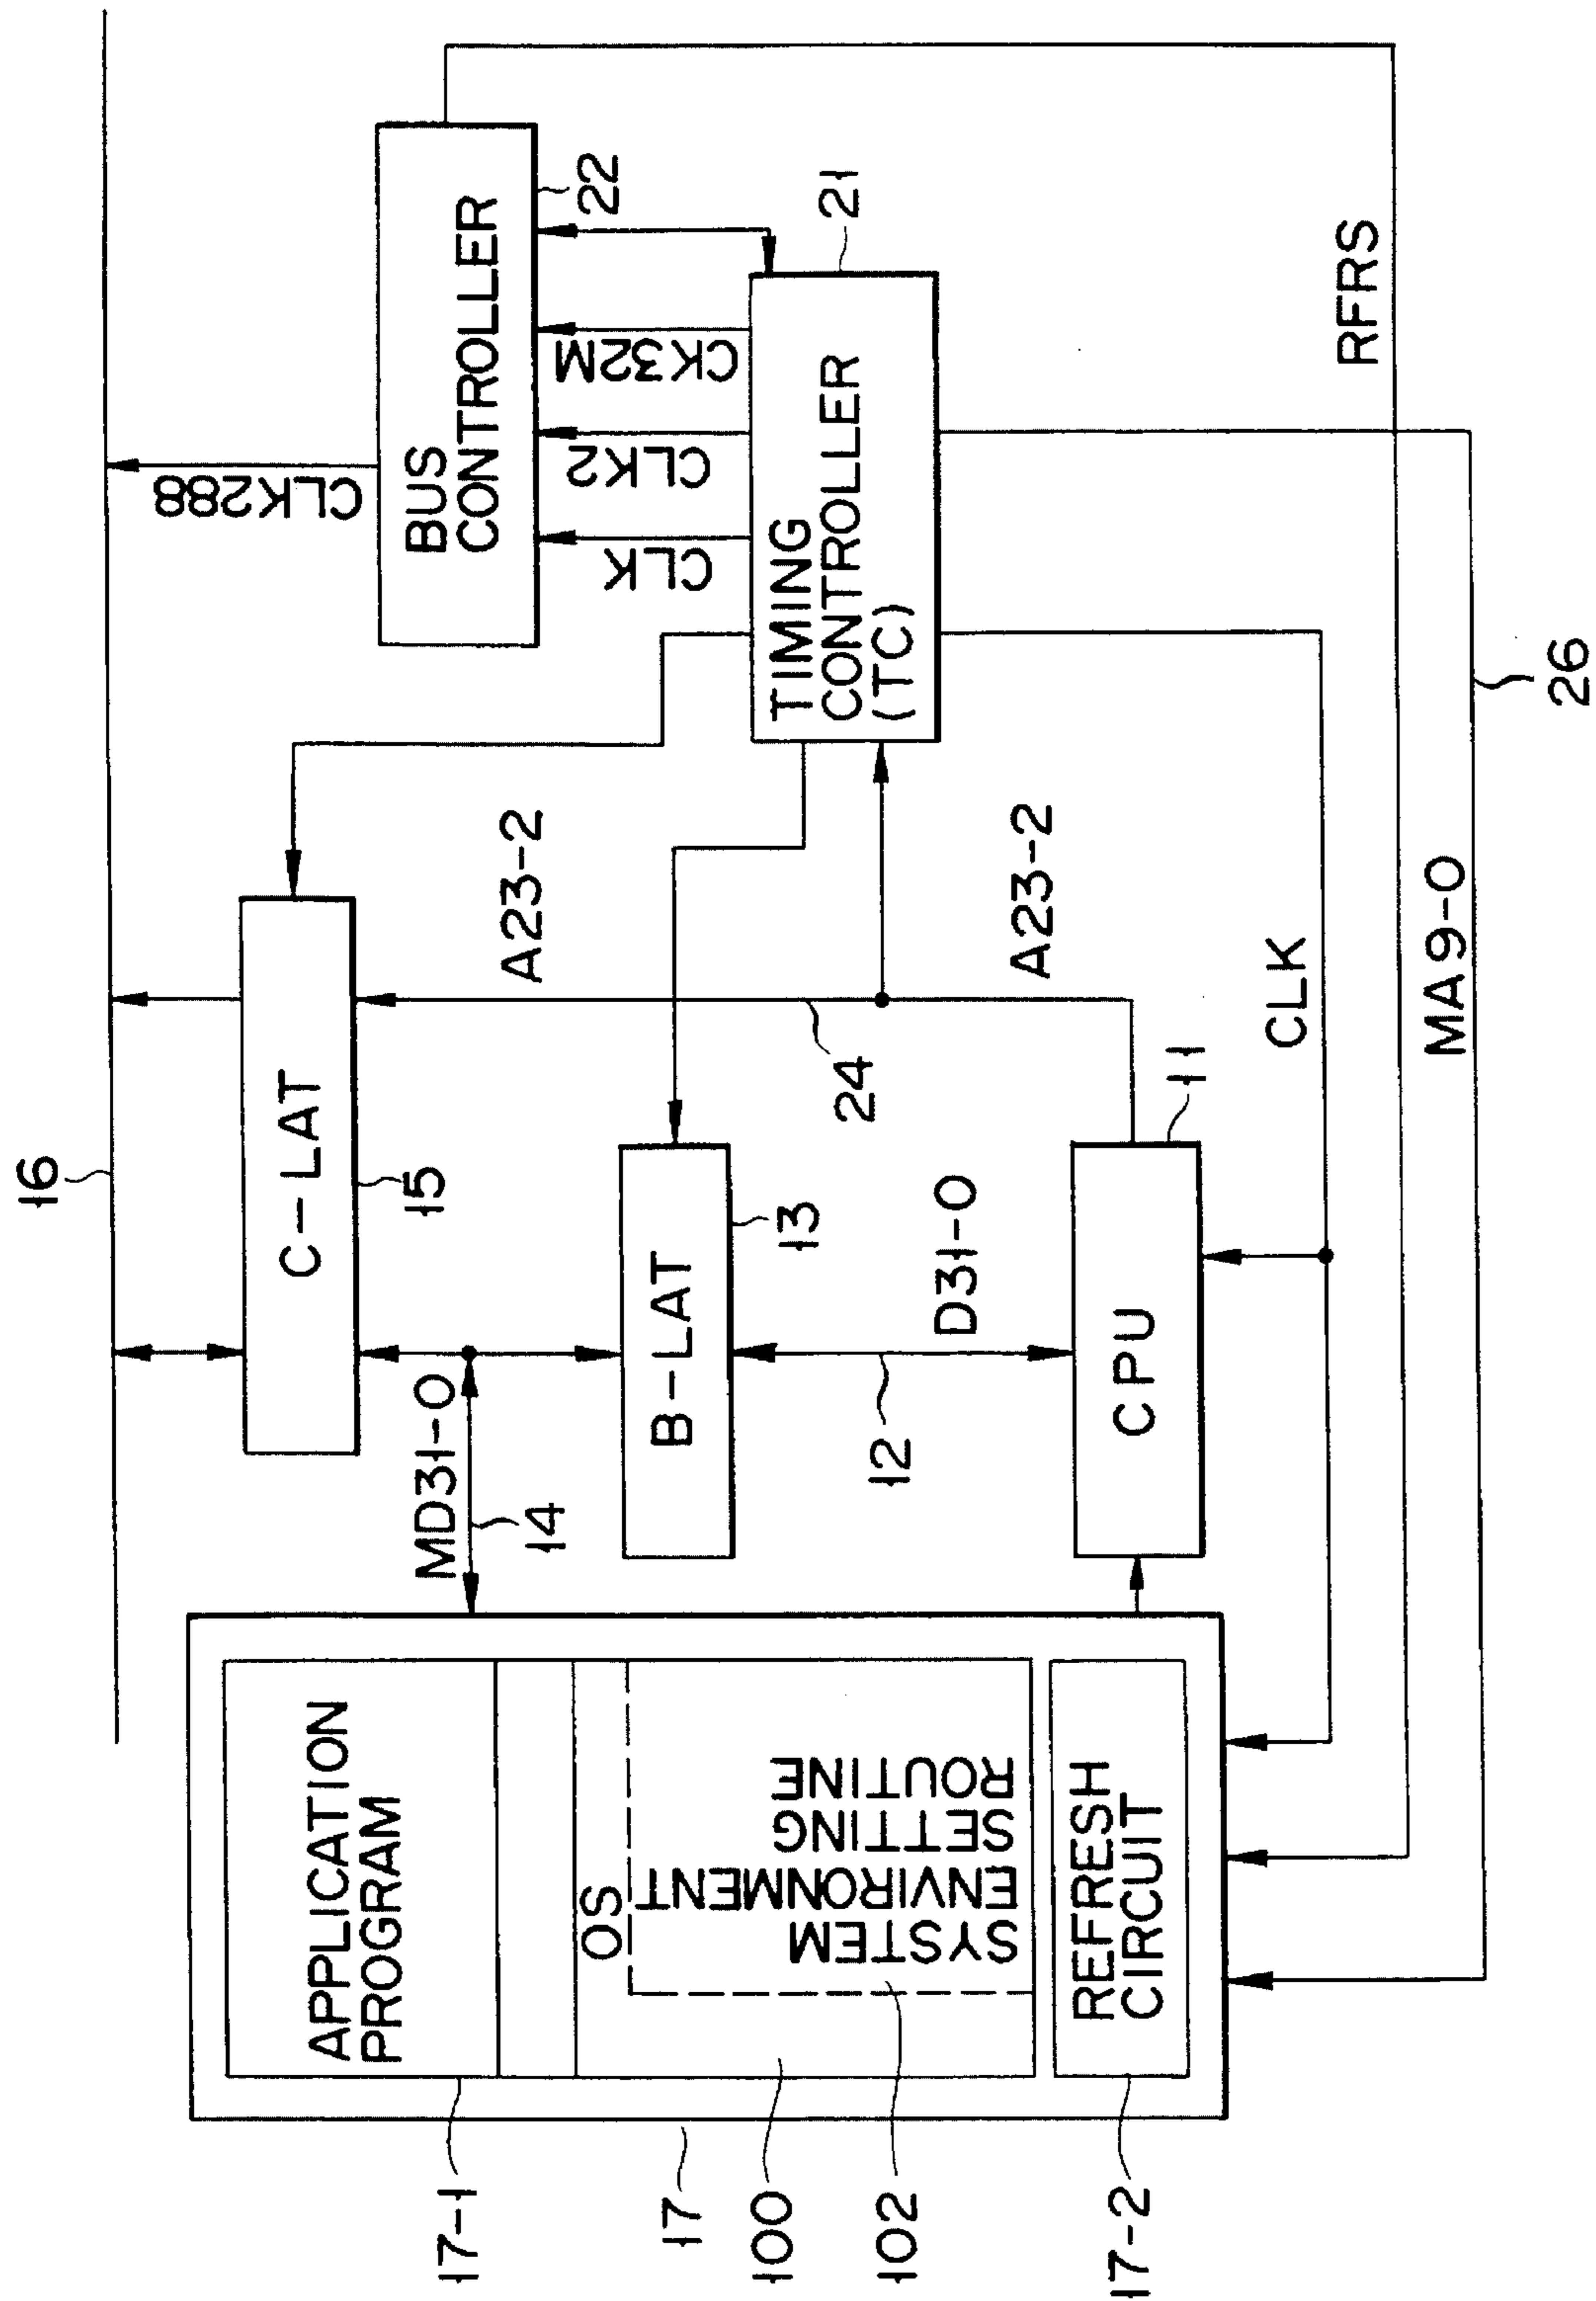 16
CLK288
BUS
CONTROLLER
22
C-LAT
15
A23-2
CLK
CLK2
CK32M
MD31-0
14
B-LAT
13
24
TIMING
CONTROLLER
(TC)
21
A23-2
D31-0
12
CPU
11
CLK
RFRS
MA9-0
26
APPLICATION
PROGRAM
OS
SYSTEM
ENVIRONMENT
SETTING
ROUTINE
REFRESH
CIRCUIT
17-1
17
100
102
17-2